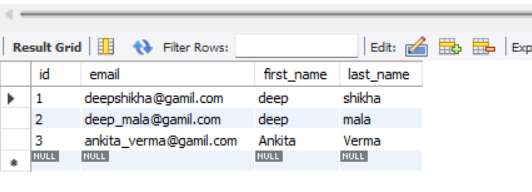 Result Grid Filter Rows: Edit: Exp
id email first_name last_name
1 deepshikha@gamil.com deep shikha
2 deep_mala@gamil.com deep mala
3 ankita_verma@gamil.com Ankita Verma
NULL NULL NULL NULL